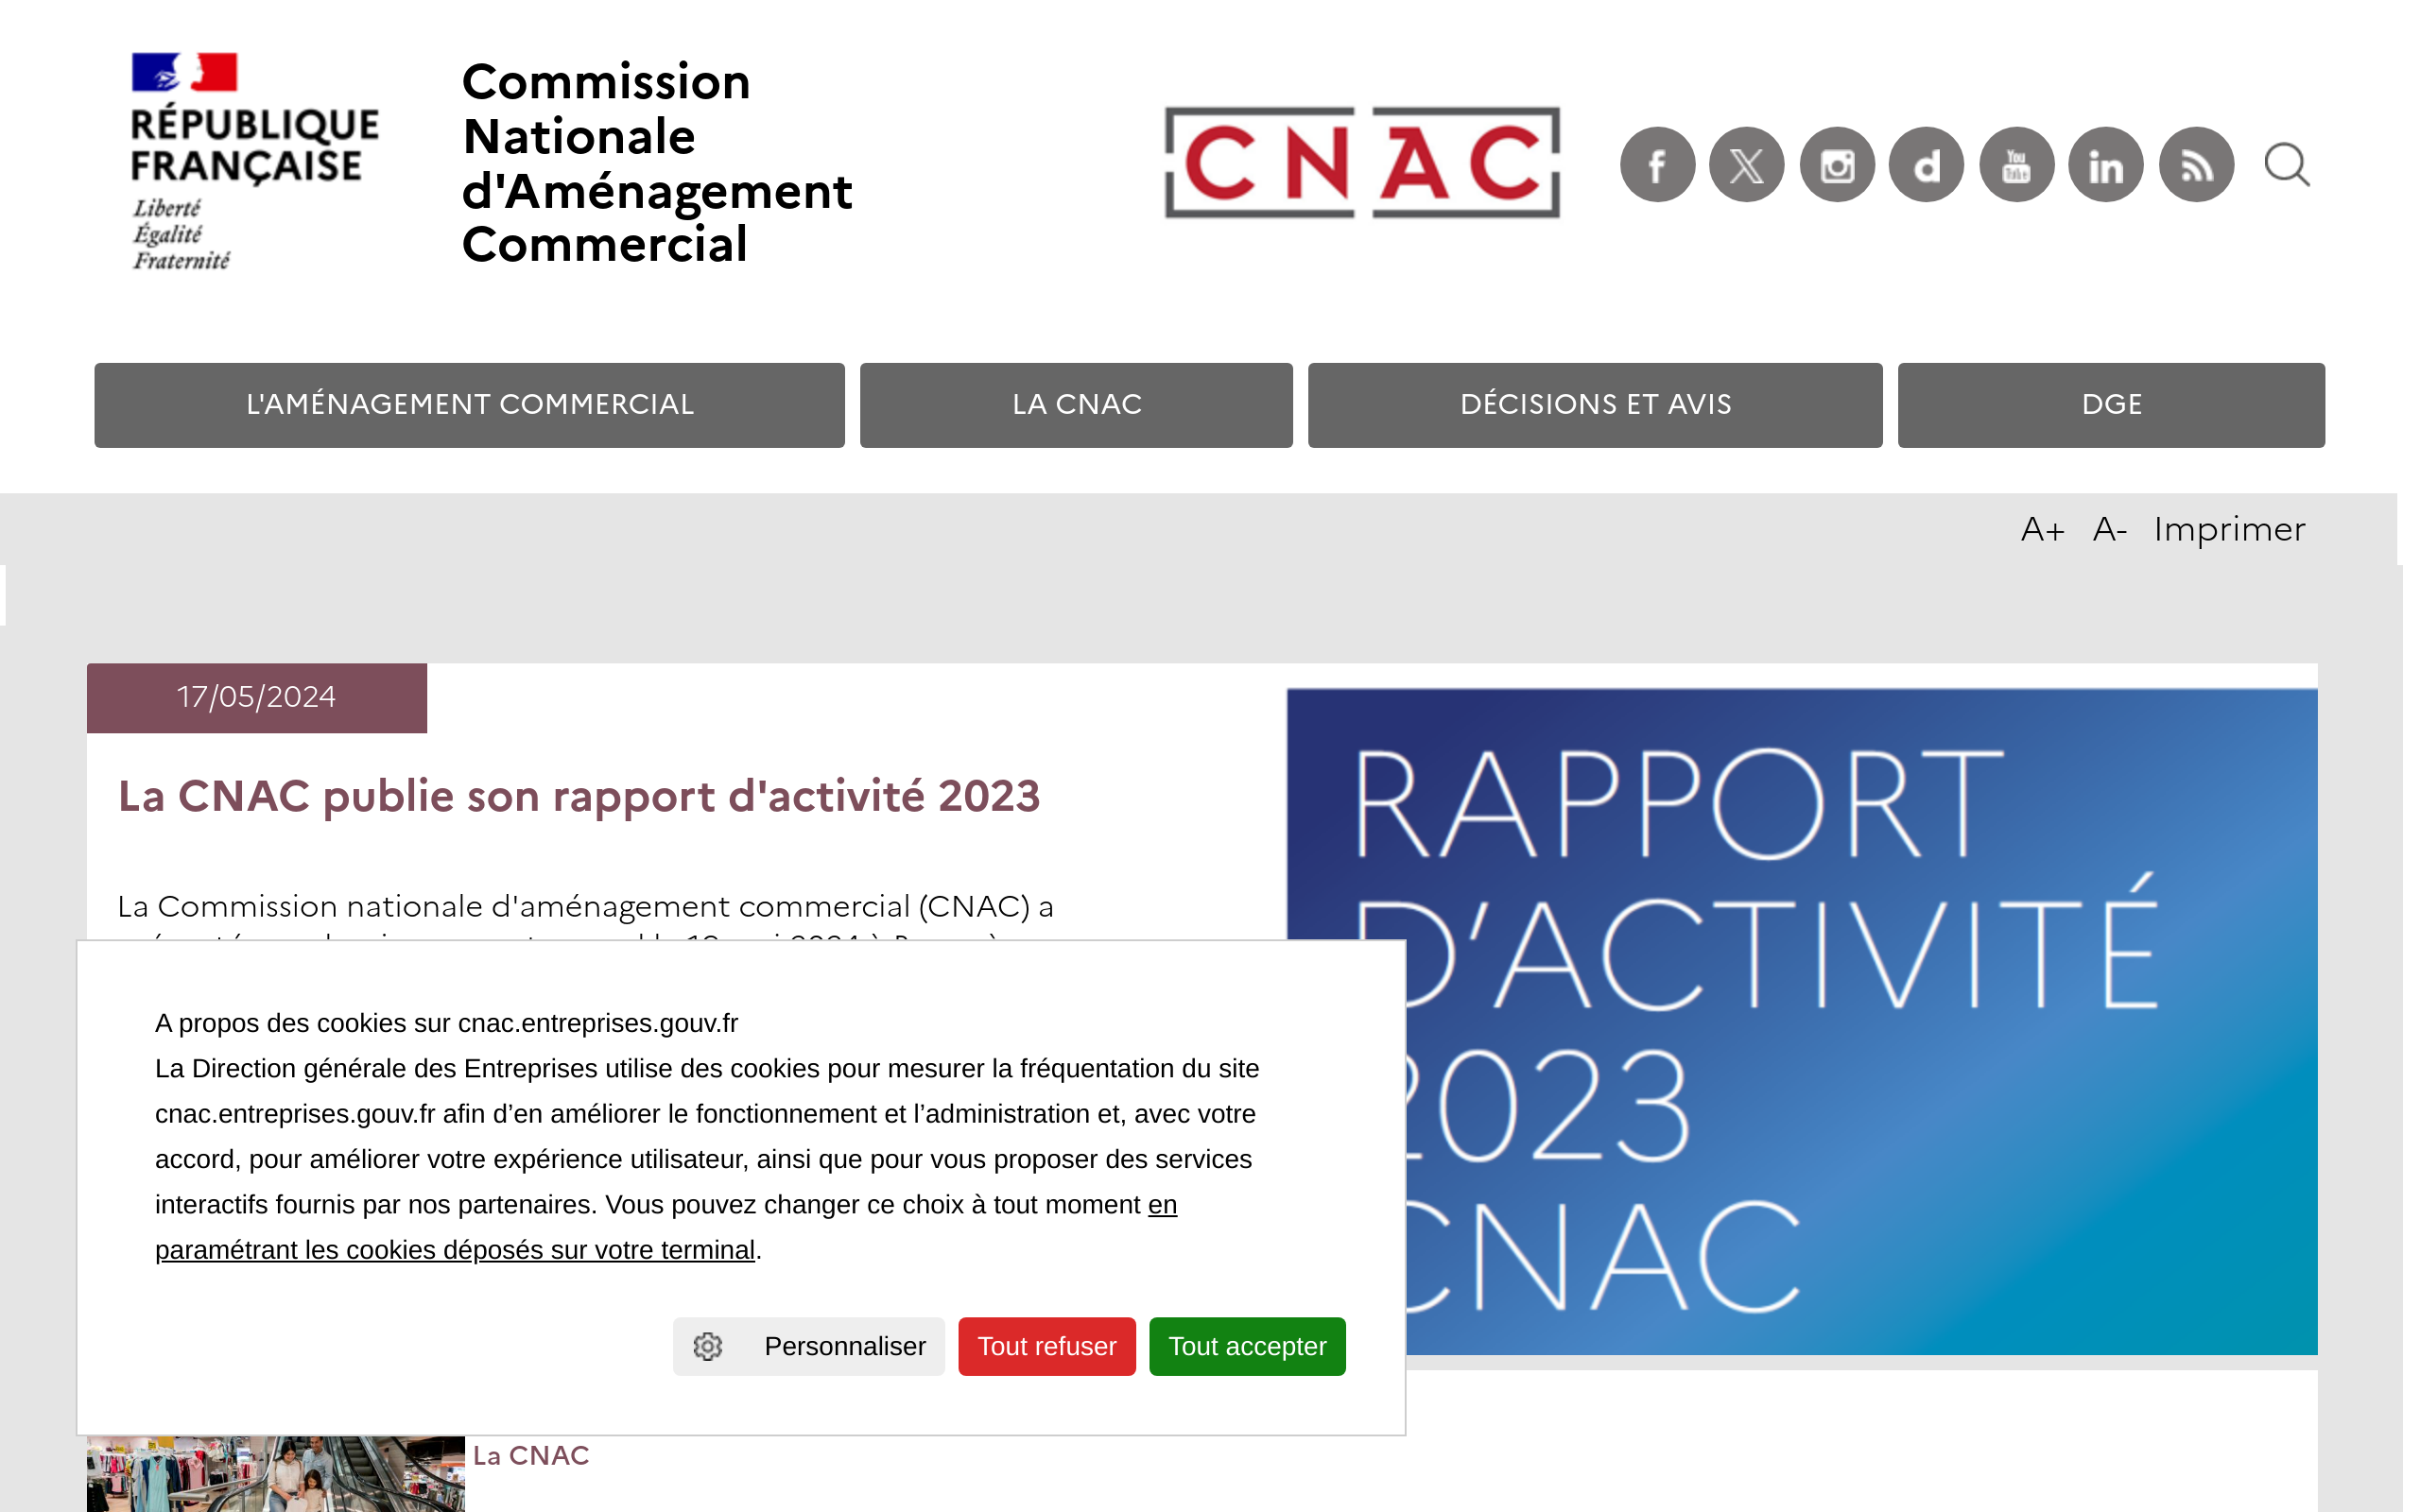 RÉPUBLIQUE
FRANÇAISE
Liberté
Égalité
Fraternité
Commission
Nationale
d'Aménagement
Commercial
CNAC
L'AMÉNAGEMENT COMMERCIAL
LA CNAC
DÉCISIONS ET AVIS
DGE
A+ A- Imprimer
17/05/2024
La CNAC publie son rapport d'activité 2023
La Commission nationale d'aménagement commercial (CNAC) a
RAPPORT
D'ACTIVITÉ
2023
CNAC
A propos des cookies sur cnac.entreprises.gouv.fr
La Direction générale des Entreprises utilise des cookies pour mesurer la fréquentation du site
cnac.entreprises.gouv.fr afin d’en améliorer le fonctionnement et l’administration et, avec votre
accord, pour améliorer votre expérience utilisateur, ainsi que pour vous proposer des services
interactifs fournis par nos partenaires. Vous pouvez changer ce choix à tout moment en
paramétrant les cookies déposés sur votre terminal.
Personnaliser
Tout refuser
Tout accepter
La CNAC